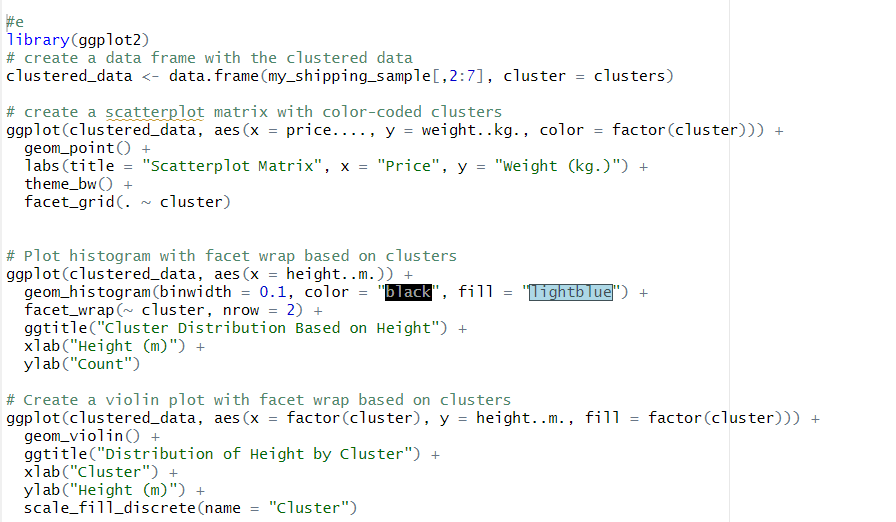 #e
library(ggplot2)
# create a data frame with the clustered data
clustered_data <- data.frame(my_shipping_sample[,2:7], cluster = clusters)
# create a scatterplot matrix with color-coded clusters
ggplot(clustered_data, aes(x = price...., y = weight..kg., color = factor(cluster))) +
  geom_point() +
  labs(title = "Scatterplot Matrix", x = "Price", y = "Weight (kg.)") +
  theme_bw() +
  facet_grid(. ~ cluster)
# Plot histogram with facet wrap based on clusters
ggplot(clustered_data, aes(x = height..m.)) +
  geom_histogram(binwidth = 0.1, color = "black", fill = "lightblue") +
  facet_wrap(~ cluster, nrow = 2) +
  ggtitle("Cluster Distribution Based on Height") +
  xlab("Height (m)") +
  ylab("Count")
# Create a violin plot with facet wrap based on clusters
ggplot(clustered_data, aes(x = factor(cluster), y = height..m., fill = factor(cluster))) +
  geom_violin() +
  ggtitle("Distribution of Height by Cluster") +
  xlab("Cluster") +
  ylab("Height (m)") +
  scale_fill_discrete(name = "Cluster")